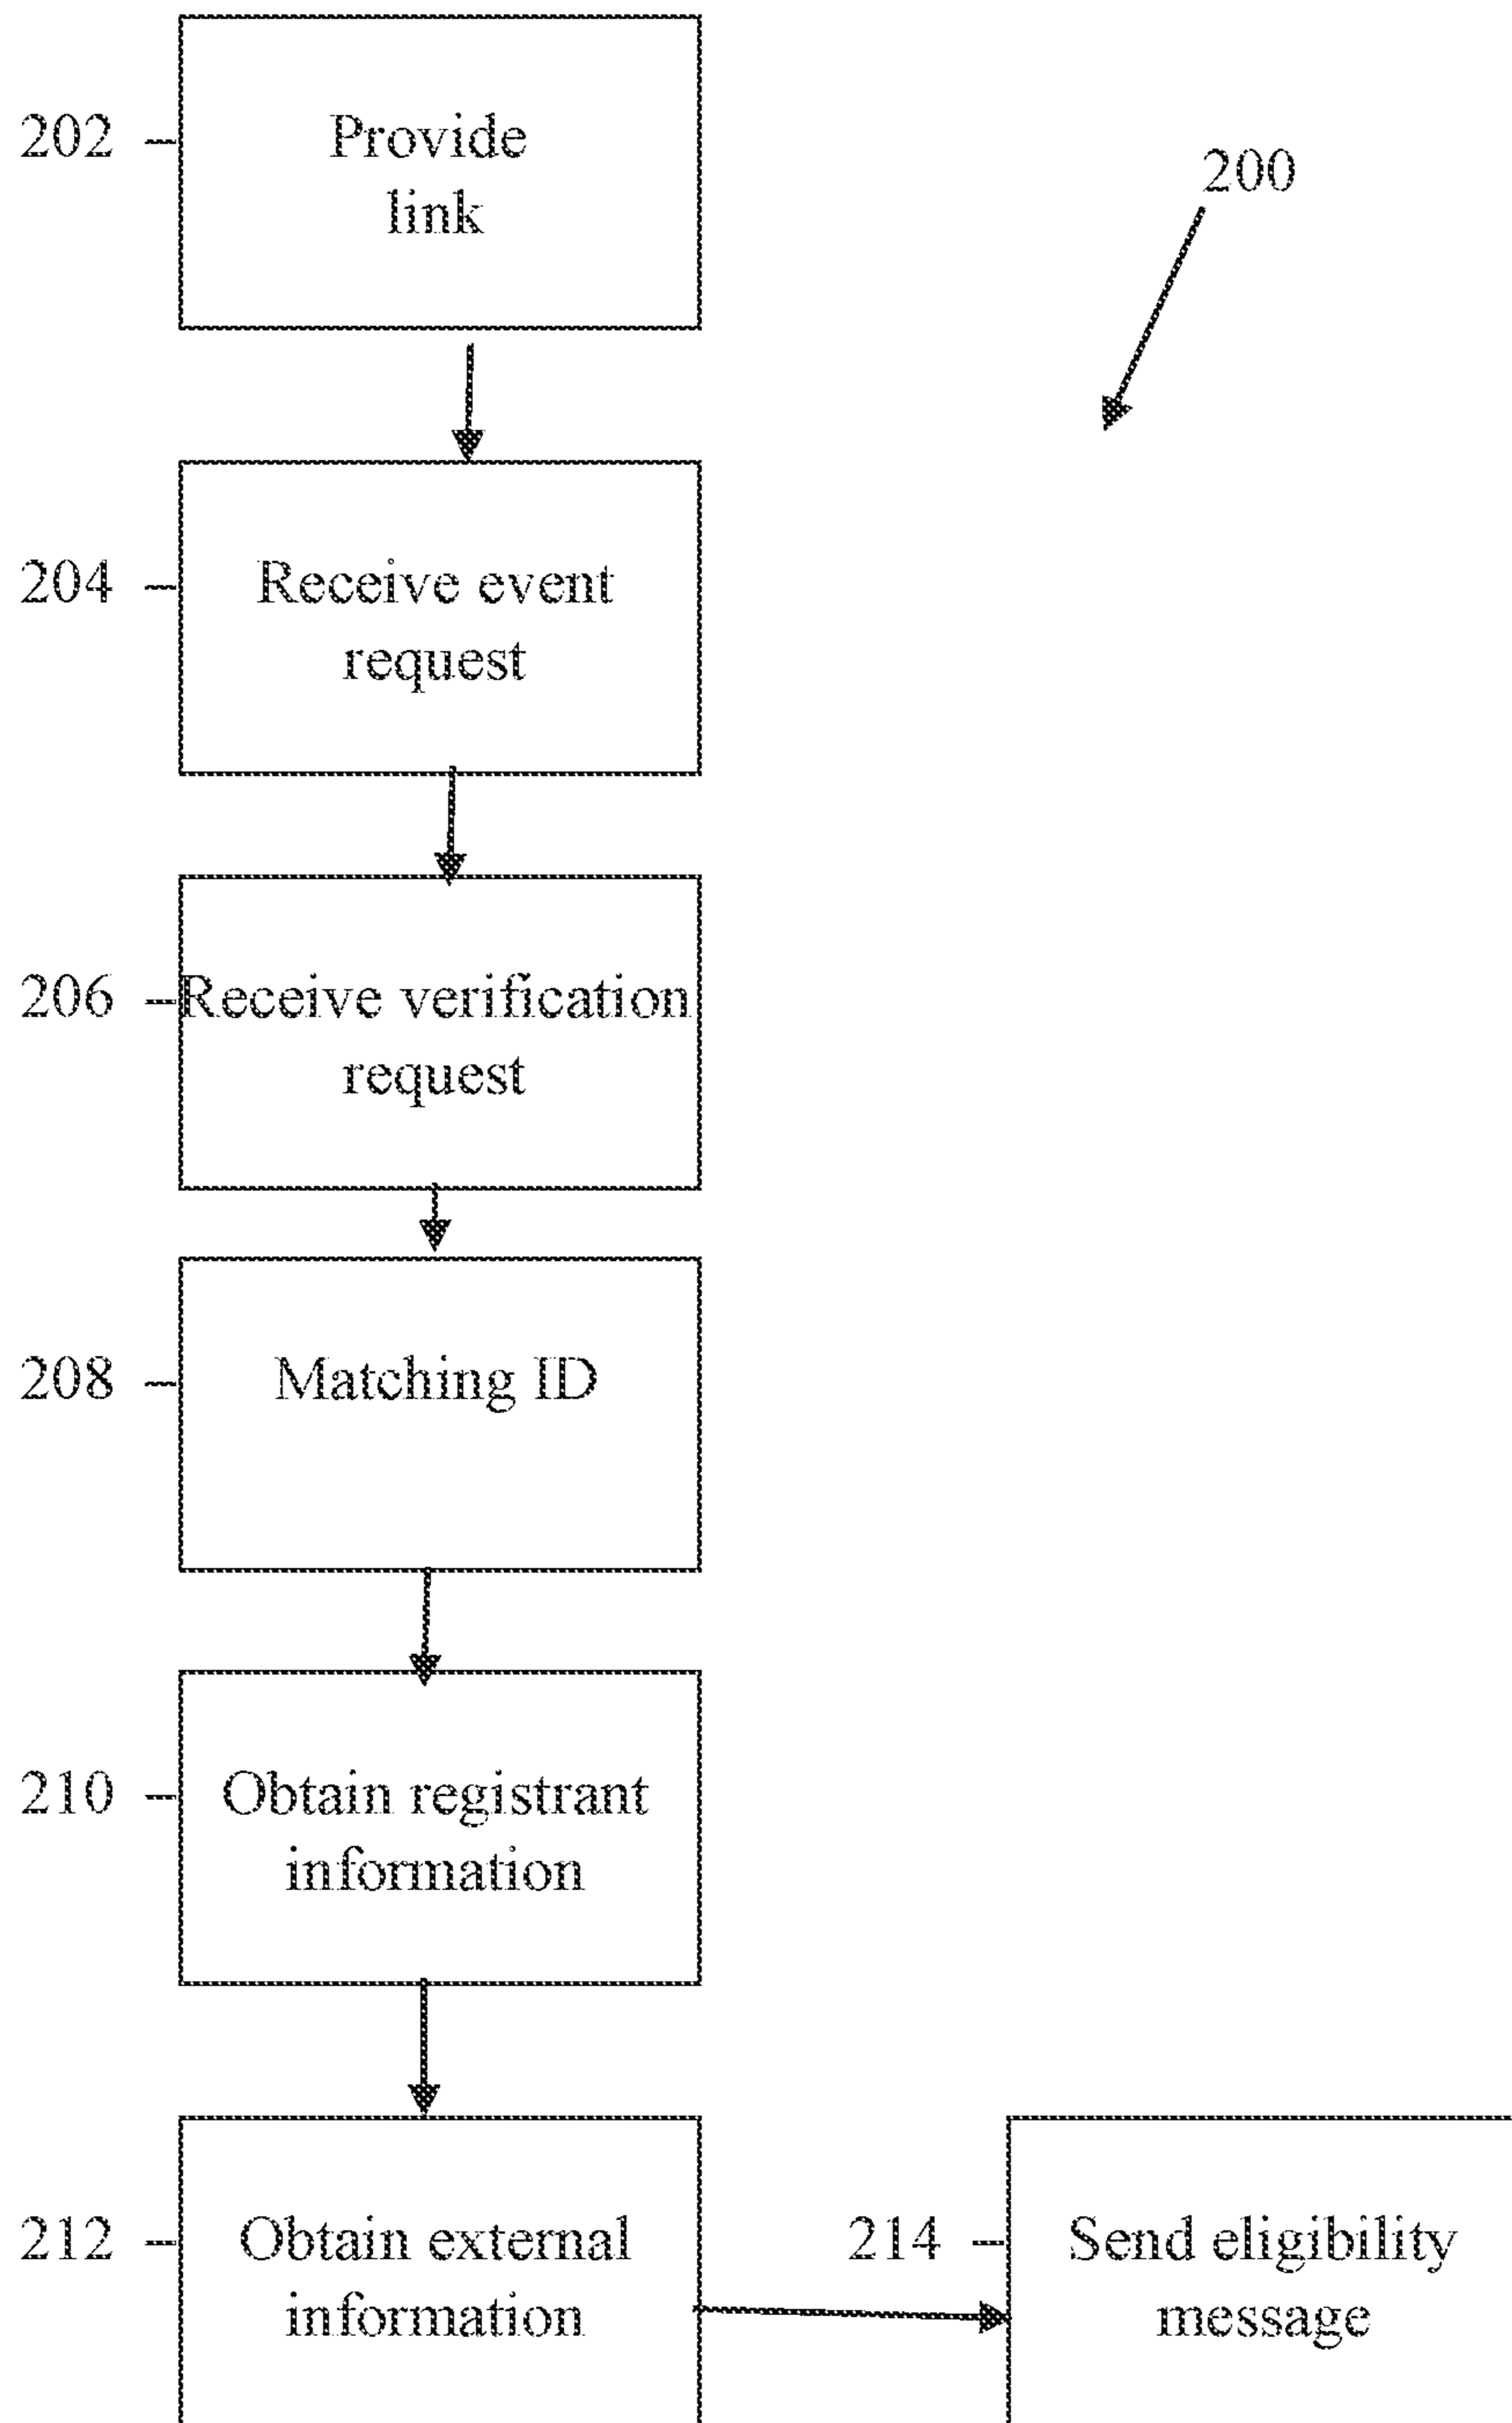 202
Provide
link
200
204
Receive event
request
206
Receive verification
request
208
Matching ID
210
Obtain registrant
information
212
Obtain external
information
214
Send eligibility
message